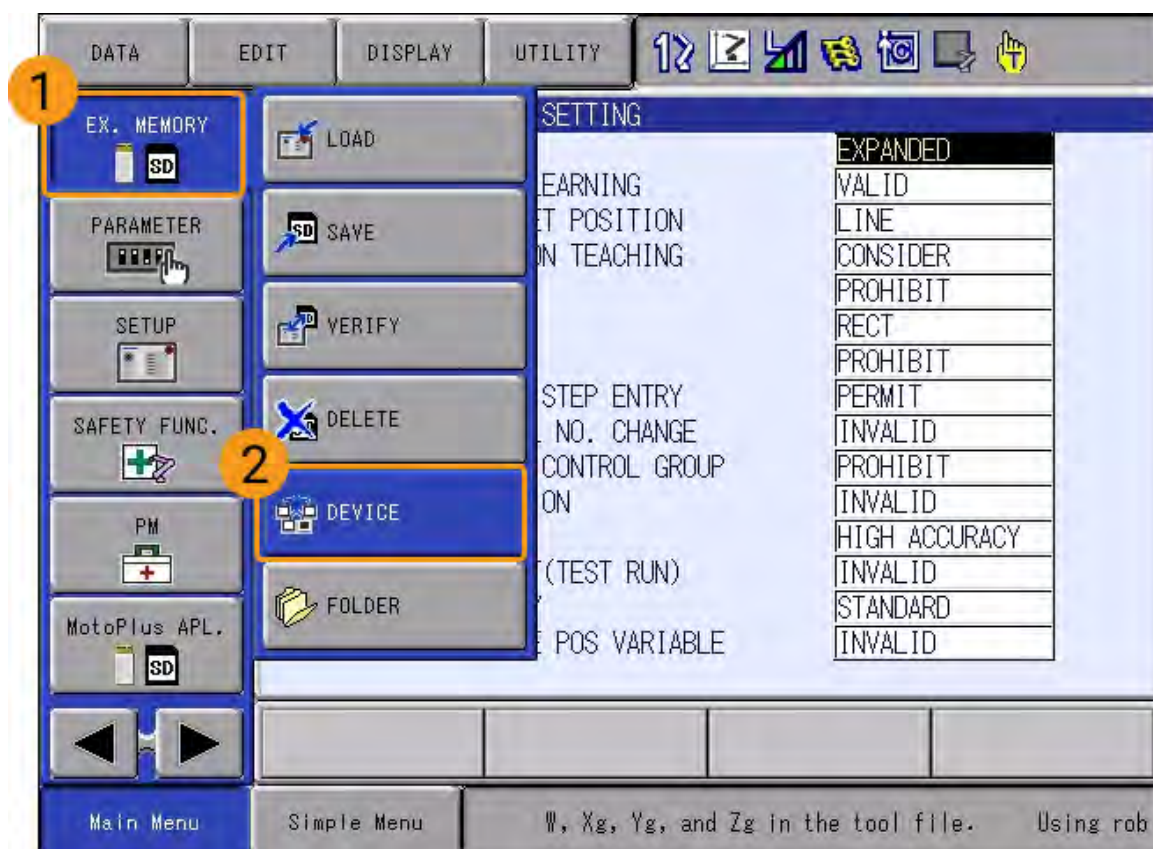 DATA
EDIT
DISPLAY
UTILITY
1
EX. MEMORY
SD
PARAMETER
SETUP
SAFETY FUNC.
PM
MotoPlus APL.
SD
LOAD
SD SAVE
VERIFY
DELETE
2
DEVICE
FOLDER
SETTING
EXPANDED
EARNING VALID
ET POSITION LINE
ON TEACHING CONSIDER
PROHIBIT
RECT
PROHIBIT
STEP ENTRY PERMIT
NO. CHANGE INVALID
CONTROL GROUP PROHIBIT
ON INVALID
HIGH ACCURACY
(TEST RUN) INVALID
STANDARD
POS VARIABLE INVALID
Main Menu
Simple Menu
W, Xg, Yg, and Zg in the tool file. Using rob